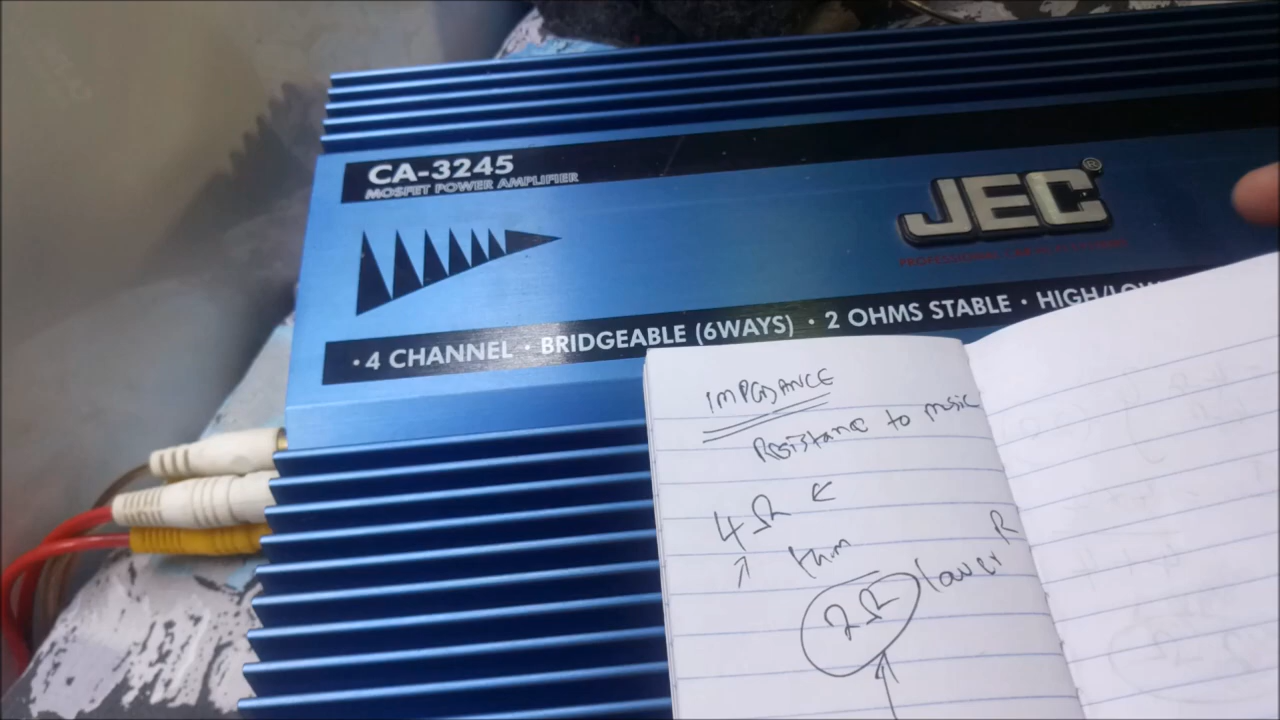 CA-3245
MOSFET POWER AMPLIFIER
JEC®
· 4 CHANNEL · BRIDGEABLE (6WAYS) · 2 OHMS STABLE · HIGH/LOW
IMPEDANCE
Resistance to music
4Ω
2Ω lower R